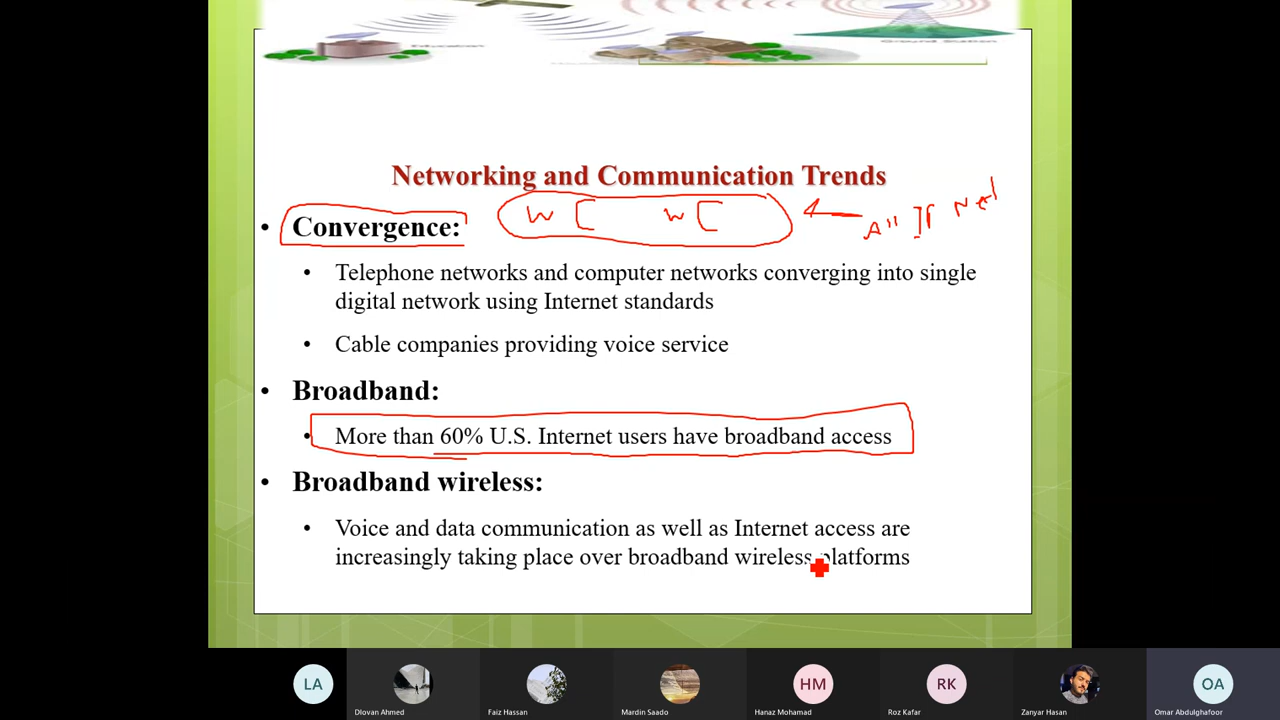 Education
Ground Station
Networking and Communication Trends
• Convergence:
W W
All IP Net
• Telephone networks and computer networks converging into single
digital network using Internet standards
• Cable companies providing voice service
• Broadband:
• More than 60% U.S. Internet users have broadband access
• Broadband wireless:
• Voice and data communication as well as Internet access are
increasingly taking place over broadband wireless platforms
LA HM RK OA
Dlovan Ahmed Faiz Hassan Mardin Saado Hanaz Mohamad Roz Kafar Zanyar Hasan Omar Abdulghafoor